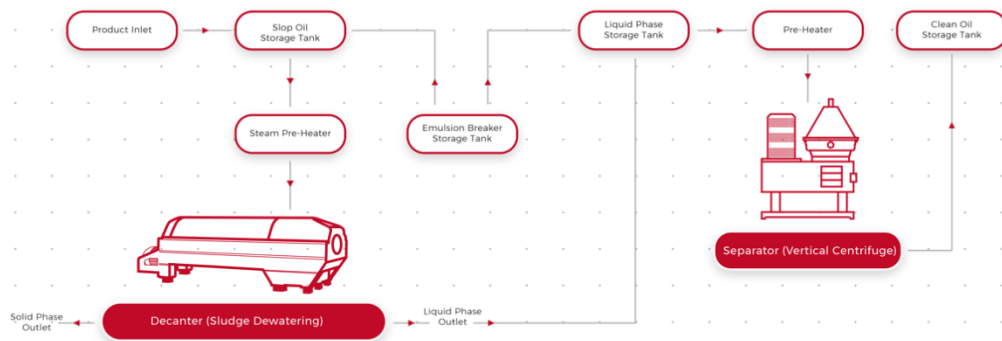 Product Inlet
Slop Oil
Storage Tank
Liquid Phase
Storage Tank
Pre-Heater
Clean Oil
Storage Tank
Steam Pre-Heater
Emulsion Breaker
Storage Tank
Separator (Vertical Centrifuge)
Solid Phase
Outlet
Decanter (Sludge Dewatering)
Liquid Phase
Outlet